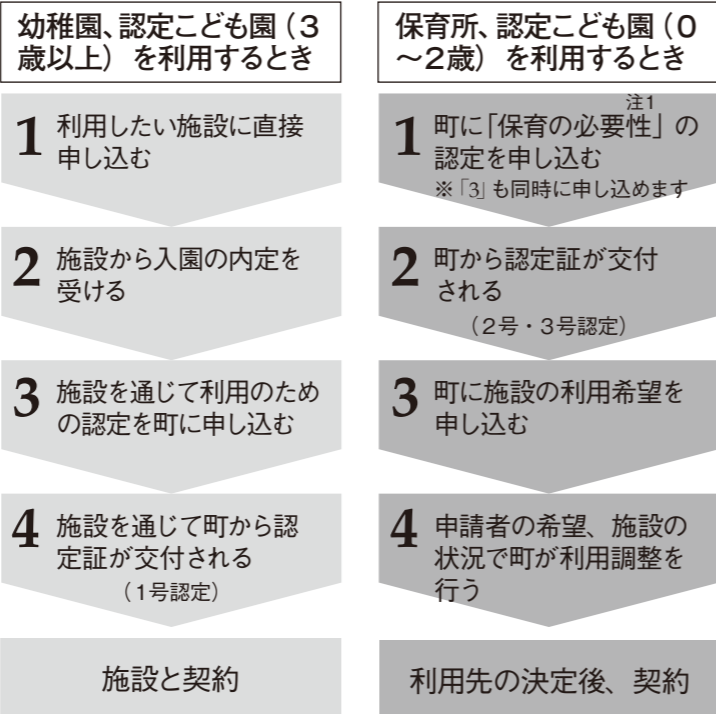 幼稚園、認定こども園（3
歳以上）を利用するとき
1 利用したい施設に直接
申し込む
2 施設から入園の内定を
受ける
3 施設を通じて利用のため
の認定を町に申し込む
4 施設を通じて町から認
定証が交付される
（1号認定）
施設と契約
保育所、認定こども園（0
～2歳）を利用するとき
注1
1 町に「保育の必要性」の
認定を申し込む
※「3」も同時に申し込めます
2 町から認定証が交付
される
（2号・3号認定）
3 町に施設の利用希望を
申し込む
4 申請者の希望、施設の
状況で町が利用調整を
行う
利用先の決定後、契約